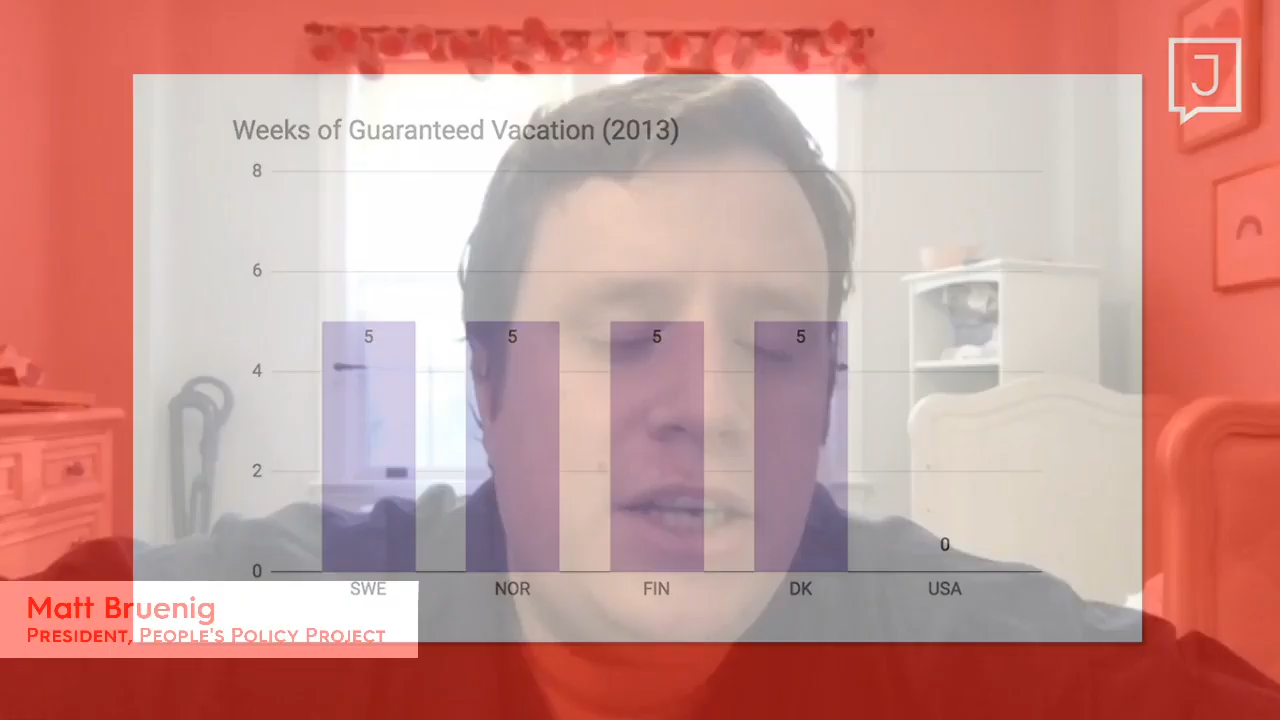 Weeks of Guaranteed Vacation (2013)
8
6
4
2
0
5
5
5
5
0
SWE
NOR
FIN
DK
USA
Matt Bruenig
PRESIDENT, PEOPLE'S POLICY PROJECT
J